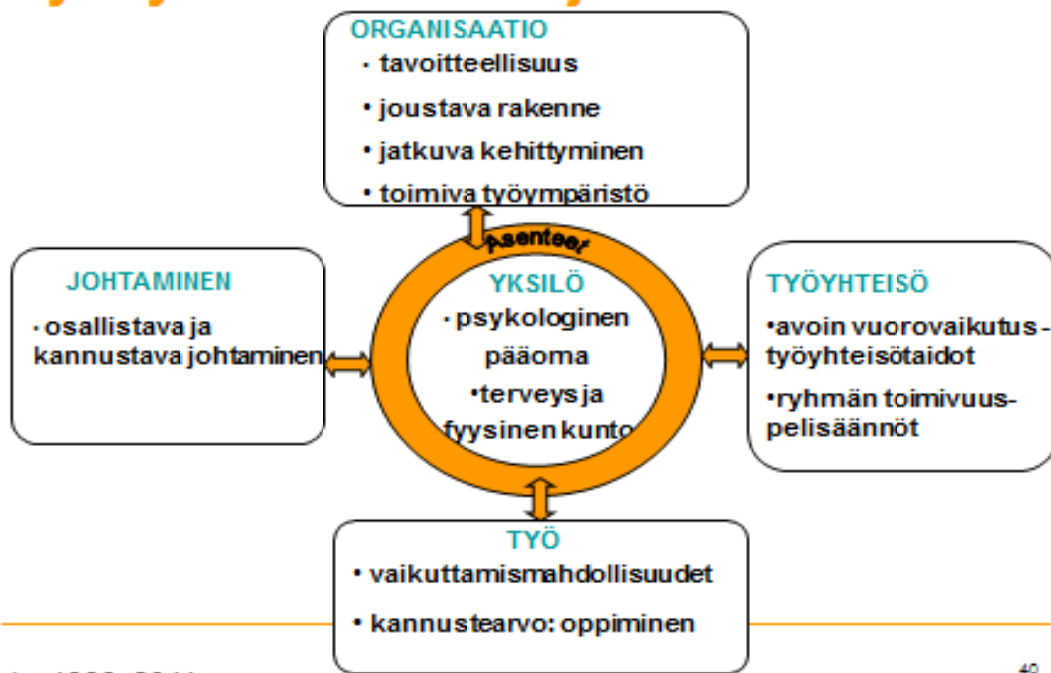 ORGANISAATIO
• tavoitteellisuus
• joustava rakenne
• jatkuva kehittyminen
• toimiva työympäristö
Asenteet
JOHTAMINEN
• osallistava ja
kannustava johtaminen
YKSILÖ
• psykologinen
pääoma
•terveys ja
fyysinen kunto
TYÖYHTEISÖ
•avoin vuorovaikutus-
työyhteisötaidot
•ryhmän toimivuus-
pelisäännöt
TYÖ
• vaikuttamismahdollisuudet
• kannustearvo: oppiminen
40